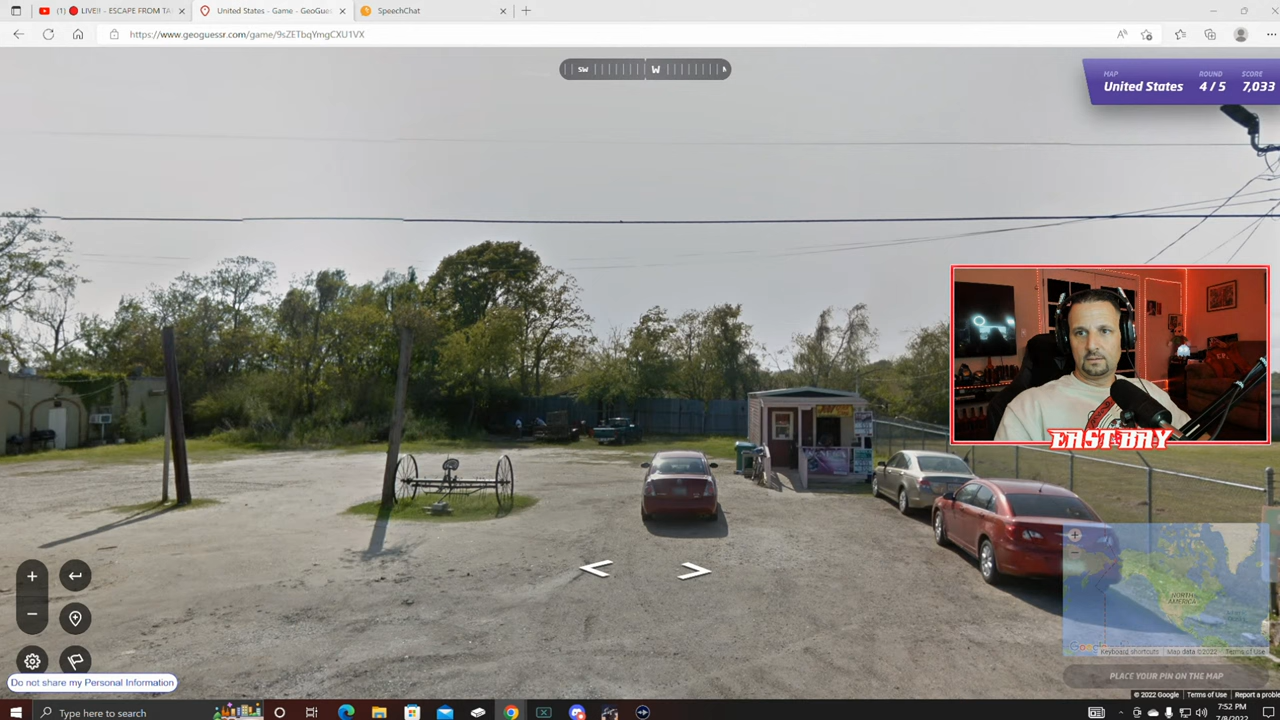 (1) 🔴 LIVE!! - ESCAPE FROM TA
United States - Game - GeoGue
SpeechChat
https://www.geoguessr.com/game/9sZETbqYmgCXU1VX
SW W N
MAP ROUND SCORE
United States 4 / 5 7,033
EAST BAY
NORTH
AMERICA
Keyboard shortcuts Map data ©2022 Terms of Use
PLACE YOUR PIN ON THE MAP
Do not share my Personal Information
© 2022 Google Terms of Use Report a proble
Type here to search
7:52 PM
7/8/2022